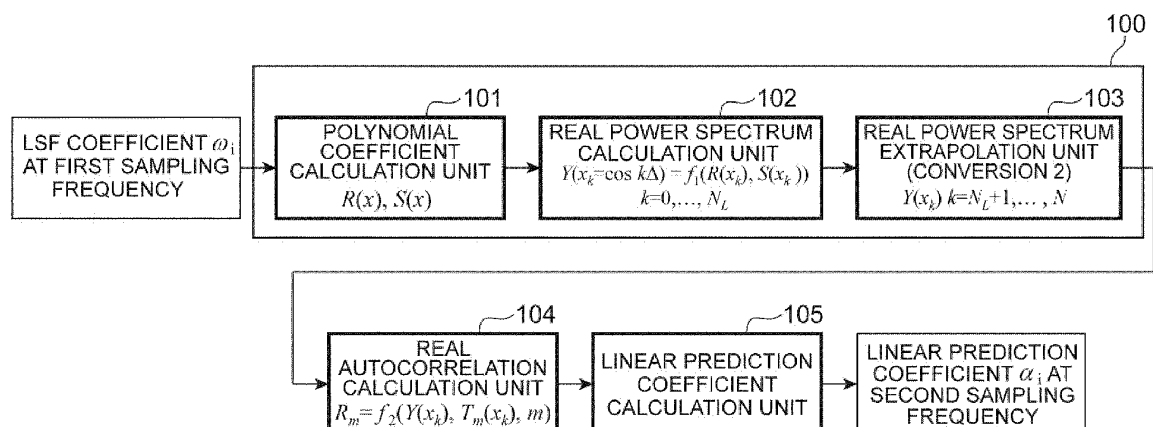 100
101
102
103
LSF COEFFICIENT ωi
AT FIRST SAMPLING
FREQUENCY
POLYNOMIAL
COEFFICIENT
CALCULATION UNIT
R(x), S(x)
REAL POWER SPECTRUM
CALCULATION UNIT
Y(xk=cos kΔ) = f1(R(xk), S(xk))
k=0,..., NL
REAL POWER SPECTRUM
EXTRAPOLATION UNIT
(CONVERSION 2)
Y(xk) k=NL+1,... , N
104
105
REAL
AUTOCORRELATION
CALCULATION UNIT
Rm= f2(Y(xk), Tm(xk), m)
LINEAR PREDICTION
COEFFICIENT
CALCULATION UNIT
LINEAR PREDICTION
COEFFICIENT αi AT
SECOND SAMPLING
FREQUENCY